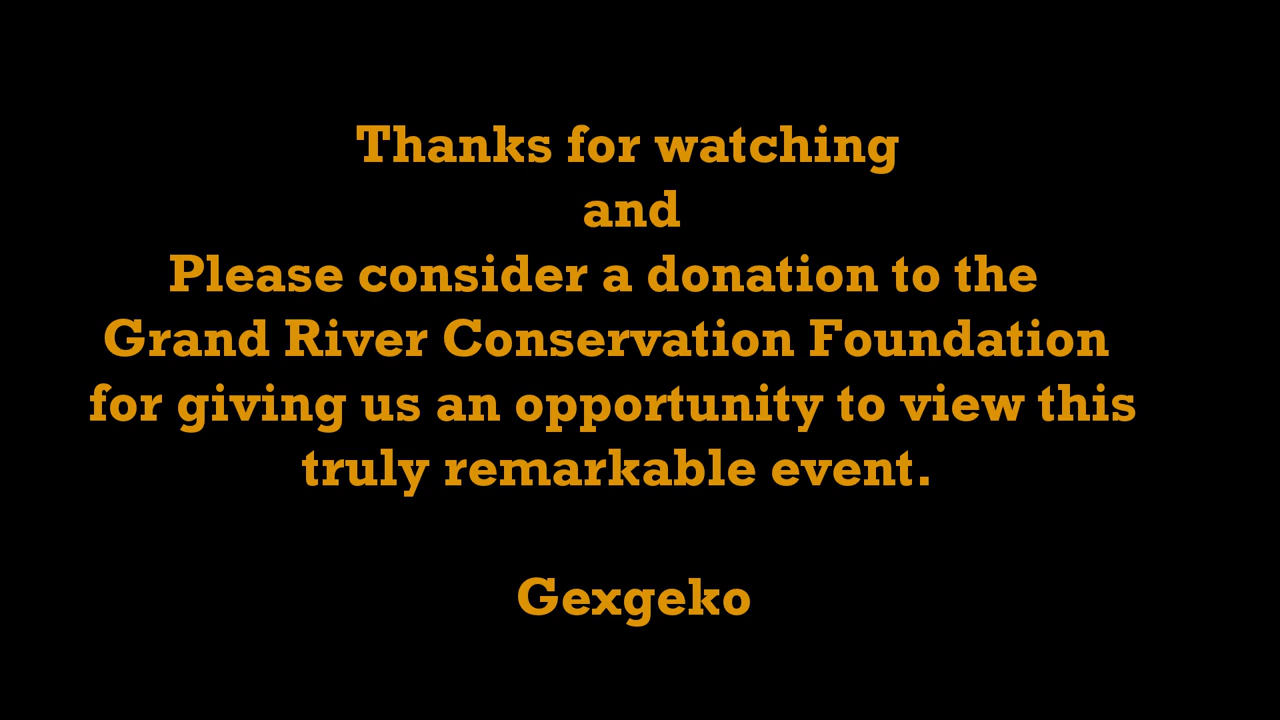 Thanks for watching
and
Please consider a donation to the
Grand River Conservation Foundation
for giving us an opportunity to view this
truly remarkable event.
Gexgeko